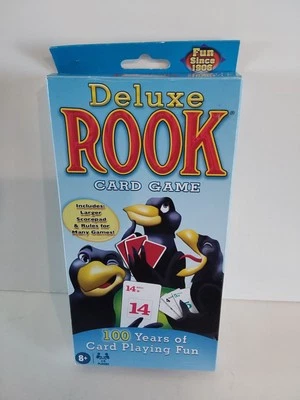 Fun
Since
1906
Deluxe
ROOK
CARD GAME
Includes
Larger
Scorepad
& Rules for
Many Games!
14
14
100 Years of
Card Playing Fun
8+